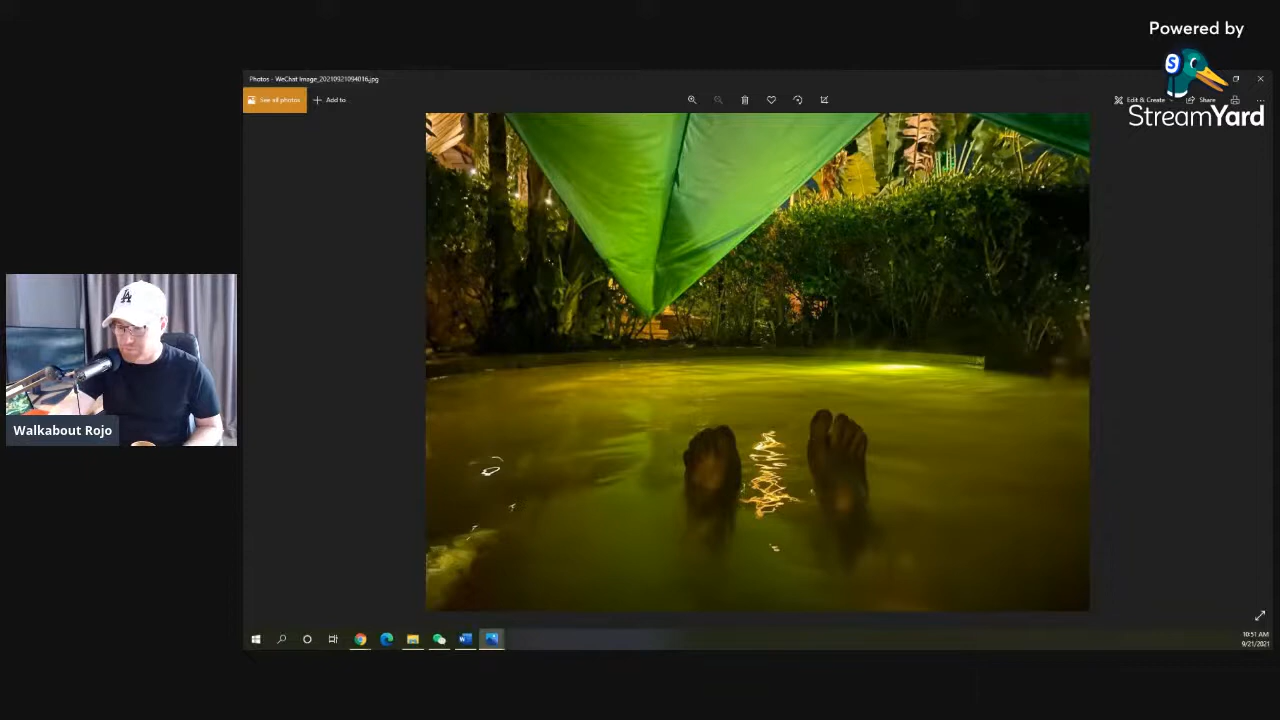 Powered by
StreamYard
Photos - WeChat Image_20210921094016.jpg
See all photos
Add to
Edit & Create
Share
Walkabout Rojo
10:51 AM
9/21/2021